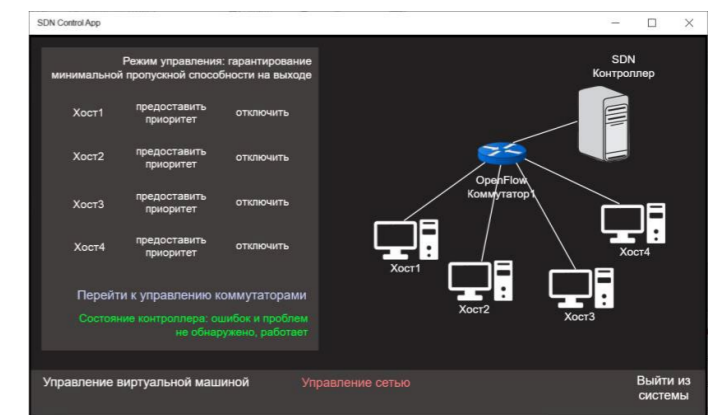 SDN Control App
Режим управления: гарантирование
минимальной пропускной способности на выходе
Хост1
предоставить
приоритет
отключить
Хост2
предоставить
приоритет
отключить
Хост3
предоставить
приоритет
отключить
Хост4
предоставить
приоритет
отключить
Перейти к управлению коммутаторами
Состояние контроллера: ошибок и проблем
не обнаружено, работает
SDN
Контроллер
OpenFlow
Коммутатор1
Хост1
Хост2
Хост3
Хост4
Управление виртуальной машиной
Управление сетью
Выйти из
системы